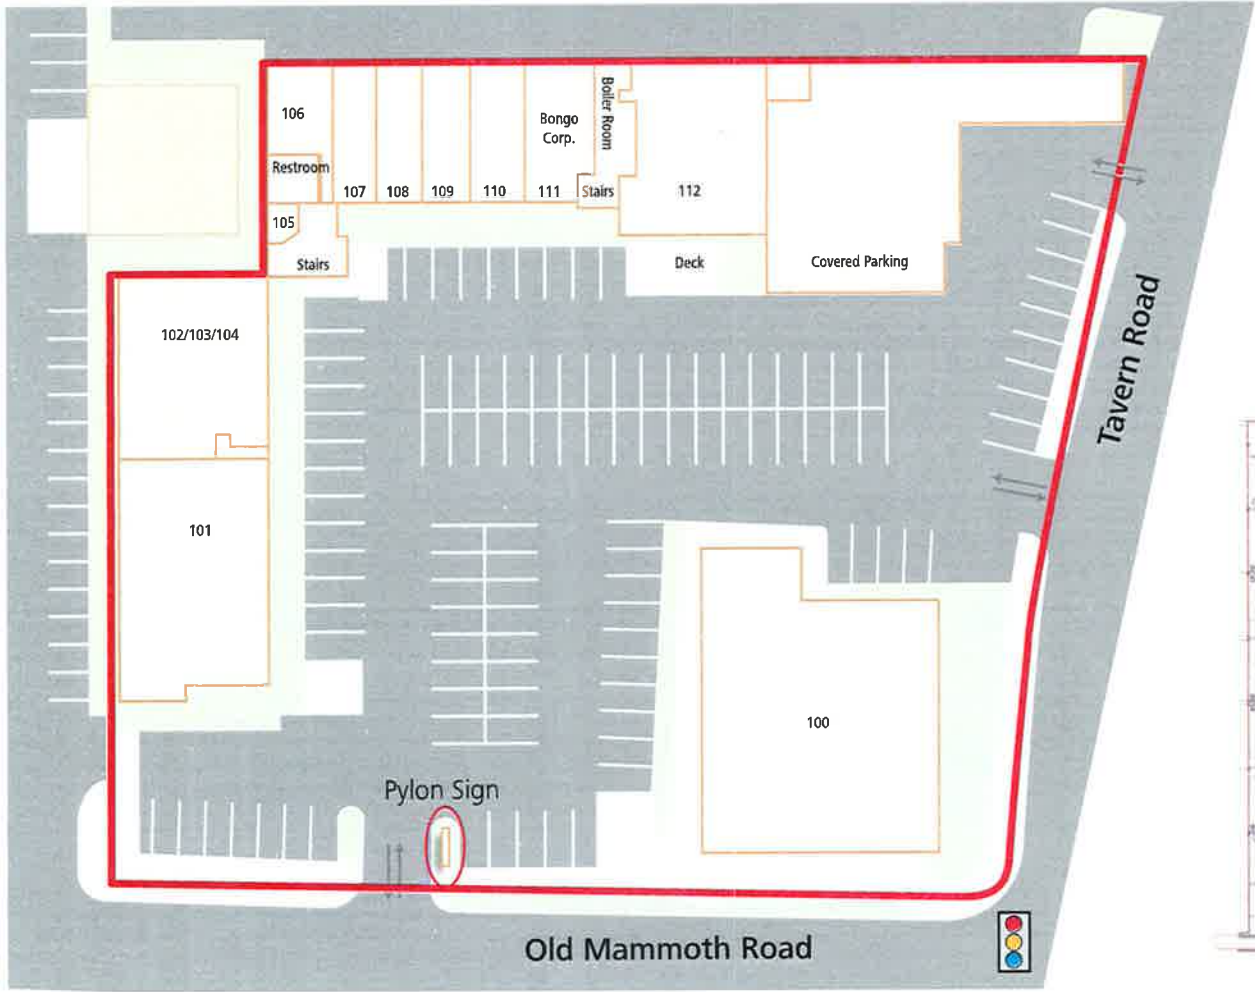 106
Restroom
105
Stairs
107
108
109
110
Bongo
Corp.
111
Boiler Room
Stairs
112
Deck
Covered Parking
102/103/104
101
100
Pylon Sign
Tavern Road
Old Mammoth Road